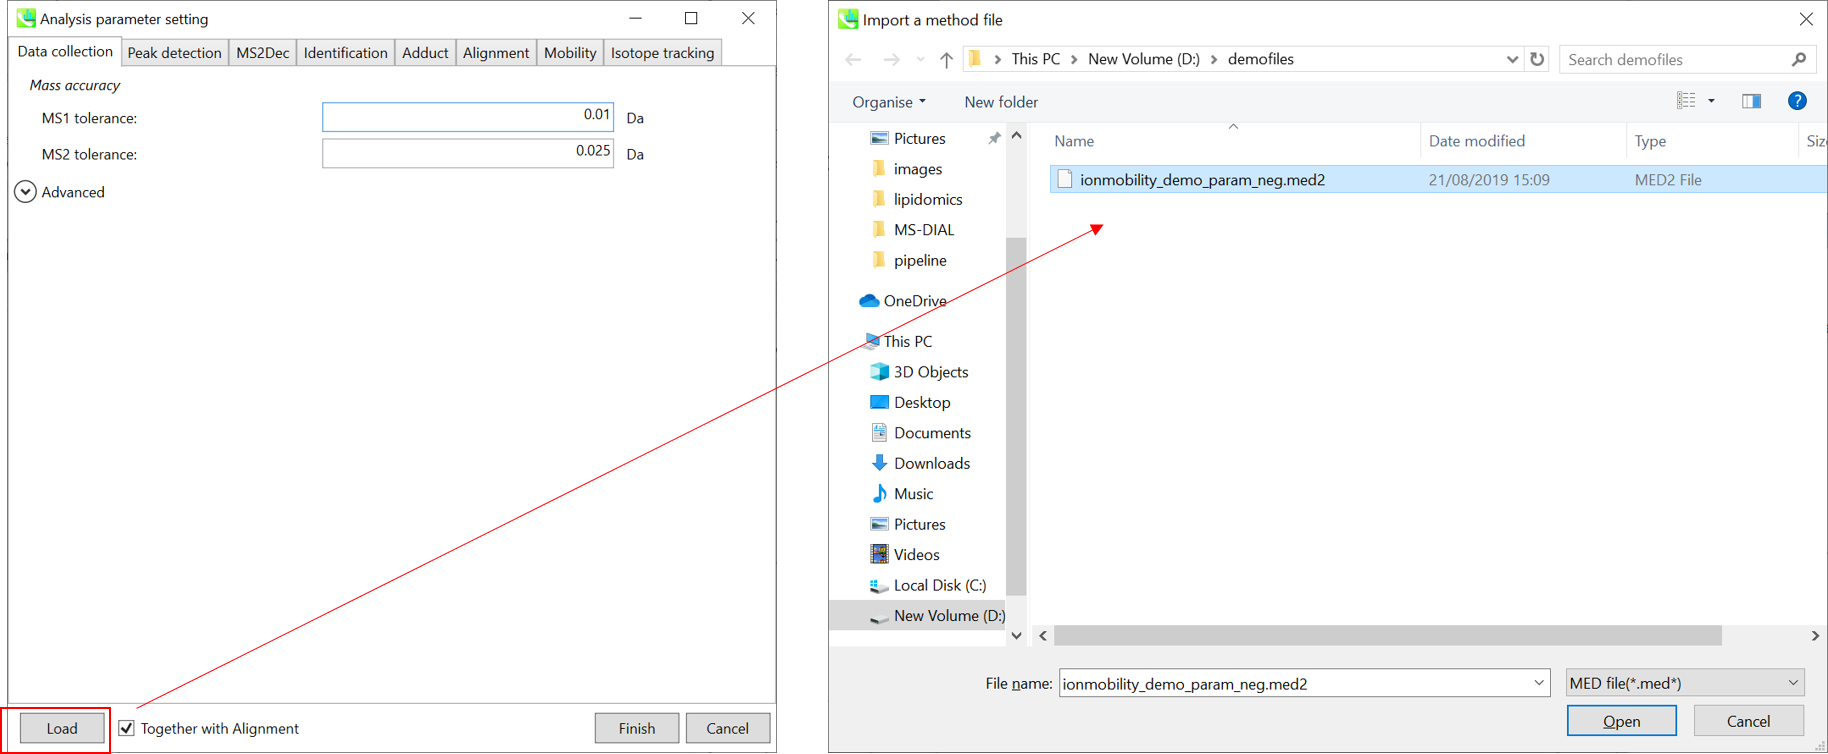 Analysis parameter setting
Data collection Peak detection MS2Dec Identification Adduct Alignment Mobility Isotope tracking
Mass accuracy
MS1 tolerance: 0.01 Da
MS2 tolerance: 0.025 Da
Advanced
Load Together with Alignment Finish Cancel
Import a method file
This PC New Volume (D:) demofiles Search demofiles
Organise New folder ?
Name Date modified Type Siz
ionmobility_demo_param_neg.med2 21/08/2019 15:09 MED2 File
Pictures
images
lipidomics
MS-DIAL
pipeline
OneDrive
This PC
3D Objects
Desktop
Documents
Downloads
Music
Pictures
Videos
Local Disk (C:)
New Volume (D:)
File name: ionmobility_demo_param_neg.med2 MED file(*.med*)
Open Cancel